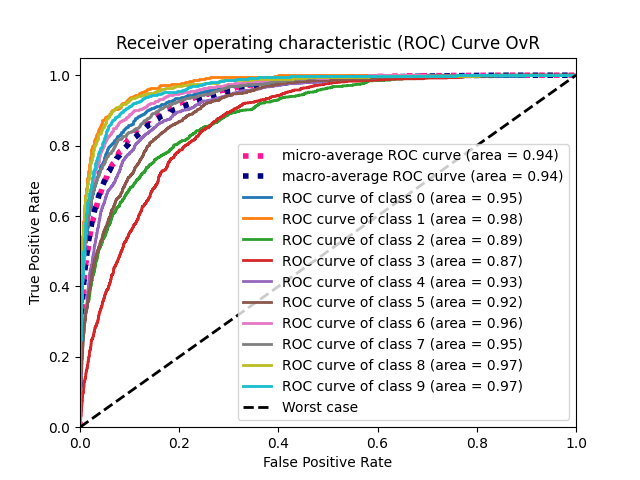 Receiver operating characteristic (ROC) Curve OvR
True Positive Rate
1.0
0.8
0.6
0.4
0.2
0.0
micro-average ROC curve (area = 0.94)
macro-average ROC curve (area = 0.94)
ROC curve of class 0 (area = 0.95)
ROC curve of class 1 (area = 0.98)
ROC curve of class 2 (area = 0.89)
ROC curve of class 3 (area = 0.87)
ROC curve of class 4 (area = 0.93)
ROC curve of class 5 (area = 0.92)
ROC curve of class 6 (area = 0.96)
ROC curve of class 7 (area = 0.95)
ROC curve of class 8 (area = 0.97)
ROC curve of class 9 (area = 0.97)
Worst case
0.0 0.2 0.4 0.6 0.8 1.0
False Positive Rate